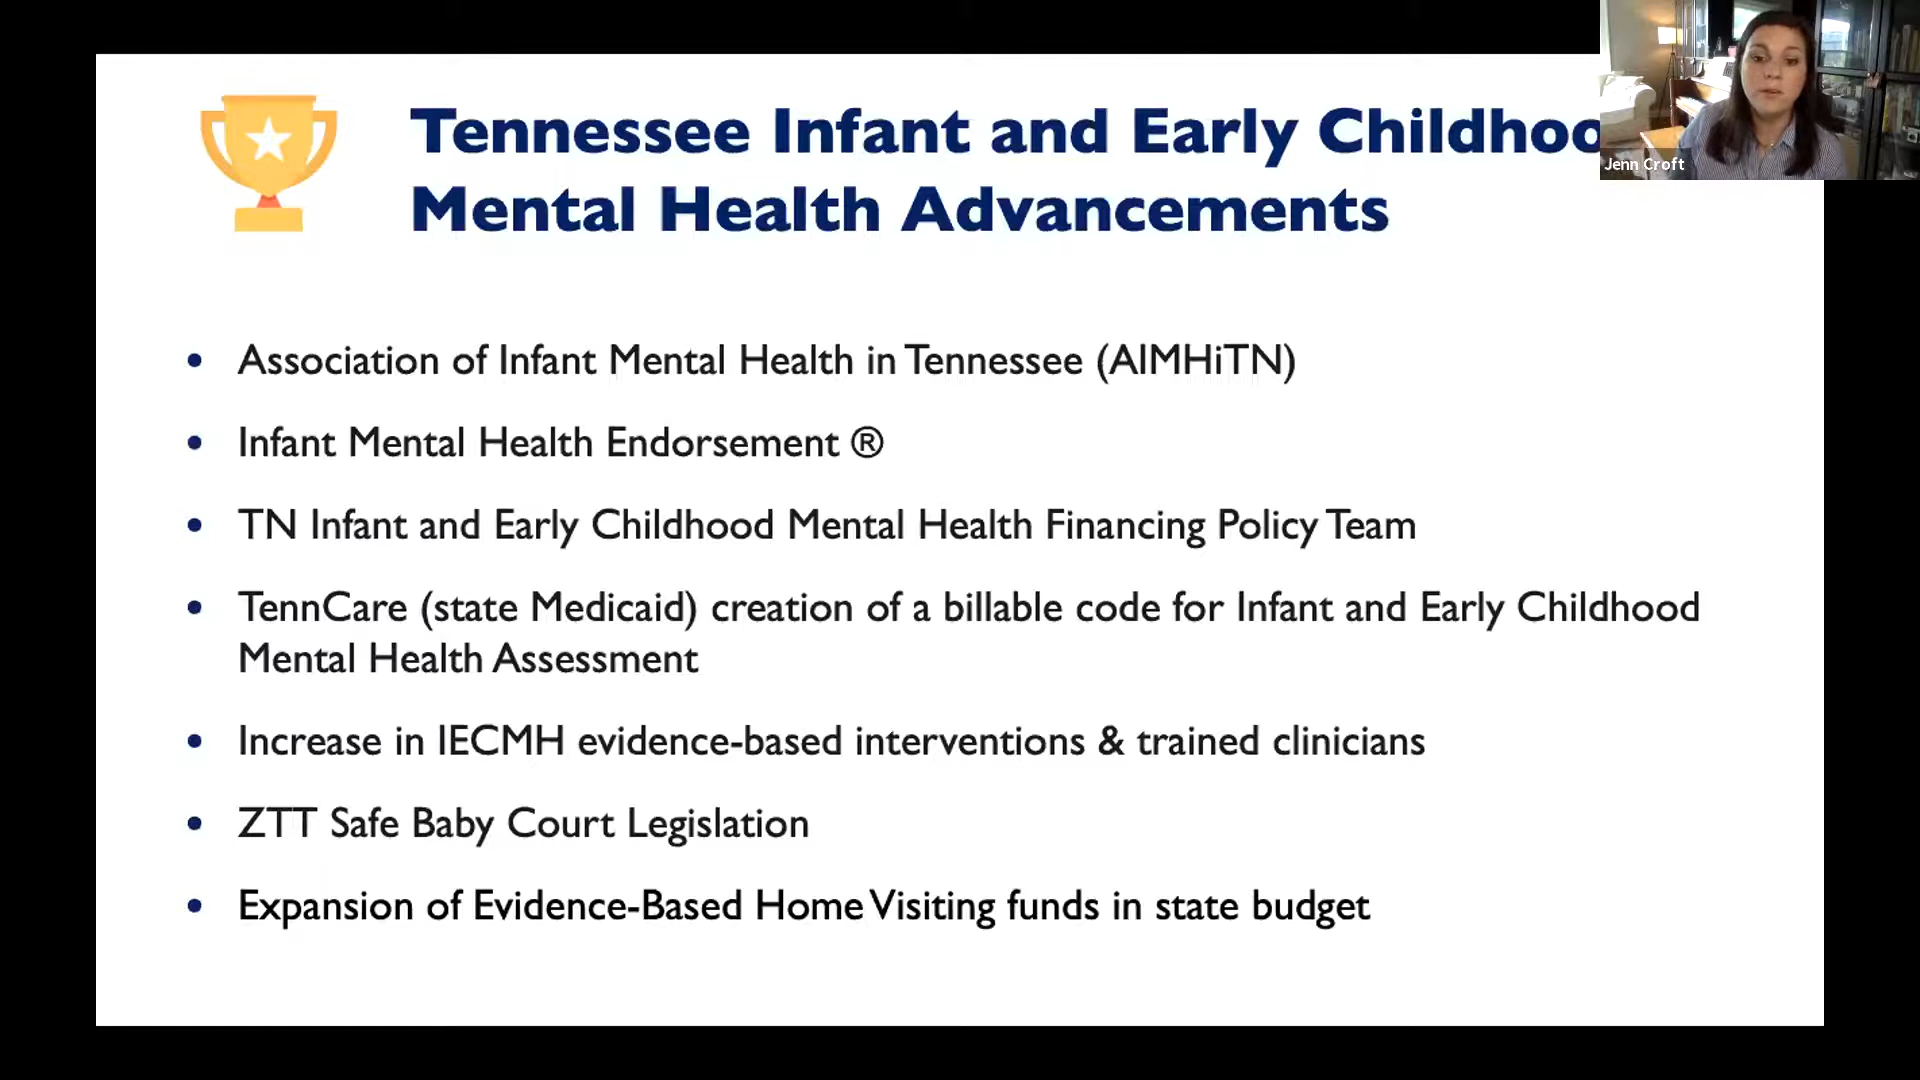 Tennessee Infant and Early Childhoo
Mental Health Advancements
Jenn Croft
• Association of Infant Mental Health in Tennessee (AIMHiTN)
• Infant Mental Health Endorsement ®
• TN Infant and Early Childhood Mental Health Financing Policy Team
• TennCare (state Medicaid) creation of a billable code for Infant and Early Childhood
Mental Health Assessment
• Increase in IECMH evidence-based interventions & trained clinicians
• ZTT Safe Baby Court Legislation
• Expansion of Evidence-Based Home Visiting funds in state budget